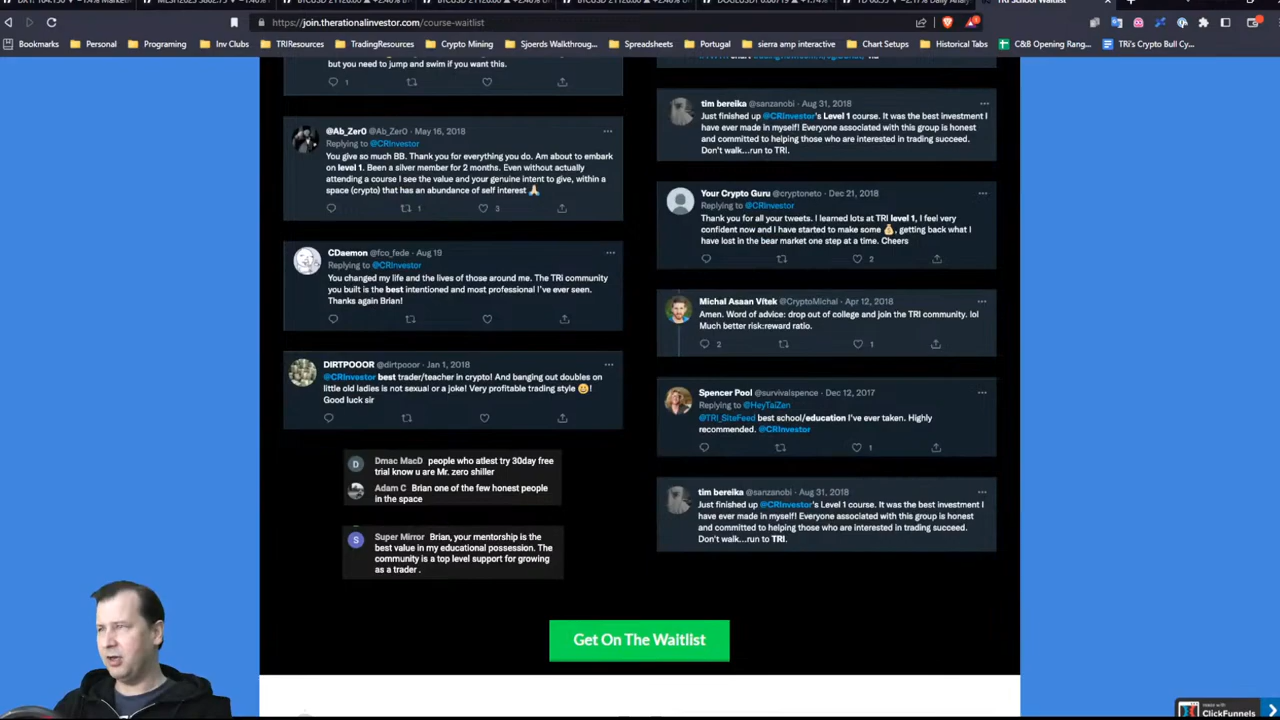 https://join.therationalinvestor.com/course-waitlist
Bookmarks
Personal
Programing
Inv Clubs
TRIResources
TradingResources
Crypto Mining
Sjoerds Walkthroug...
Spreadsheets
Portugal
sierra amp interactive
Chart Setups
Historical Tabs
C&B Opening Rang...
TRi's Crypto Bull Cy...
but you need to jump and swim if you want this.
1
@Ab_Zer0 @Ab_Zer0 · May 16, 2018
Replying to @CRInvestor
You give so much BB. Thank you for everything you do. Am about to embark
on level 1. Been a silver member for 2 months. Even without actually
attending a course I see the value and your genuine intent to give, within a
space (crypto) that has an abundance of self interest 🙏
1
3
CDaemon @fco_fede · Aug 19
Replying to @CRInvestor
You changed my life and the lives of those around me. The TRi community
you built is the best intentioned and most professional I've ever seen.
Thanks again Brian!
DIRTPOOOR @dirtpooor · Jan 1, 2018
@CRInvestor best trader/teacher in crypto! And banging out doubles on
little old ladies is not sexual or a joke! Very profitable trading style 😀!
Good luck sir
Dmac MacD people who atlest try 30day free
trial know u are Mr. zero shiller
Adam C Brian one of the few honest people
in the space
Super Mirror Brian, your mentorship is the
best value in my educational possession. The
community is a top level support for growing
as a trader .
tim bereika @sanzanobi · Aug 31, 2018
Just finished up @CRInvestor's Level 1 course. It was the best investment I
have ever made in myself! Everyone associated with this group is honest
and committed to helping those who are interested in trading succeed.
Don't walk...run to TRI.
Your Crypto Guru @cryptoneto · Dec 21, 2018
Replying to @CRInvestor
Thank you for all your tweets. I learned lots at TRI level 1, I feel very
confident now and I have started to make some 💰, getting back what I
have lost in the bear market one step at a time. Cheers
2
Michal Asaan Vítek @CryptoMichal · Apr 12, 2018
Amen. Word of advice: drop out of college and join the TRI community. lol
Much better risk:reward ratio.
2
1
Spencer Pool @survivalspence · Dec 12, 2017
Replying to @HeyTaiZen
@TRI_SiteFeed best school/education I've ever taken. Highly
recommended. @CRInvestor
1
tim bereika @sanzanobi · Aug 31, 2018
Just finished up @CRInvestor's Level 1 course. It was the best investment I
have ever made in myself! Everyone associated with this group is honest
and committed to helping those who are interested in trading succeed.
Don't walk...run to TRI.
Get On The Waitlist
made with
ClickFunnels